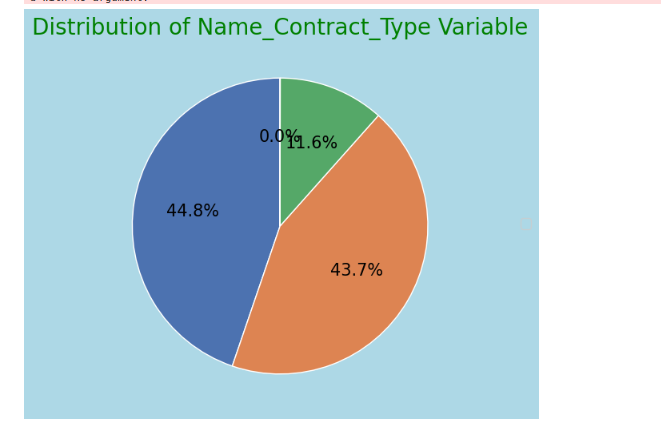 Distribution of Name_Contract_Type Variable
0.0%
11.6%
44.8%
43.7%